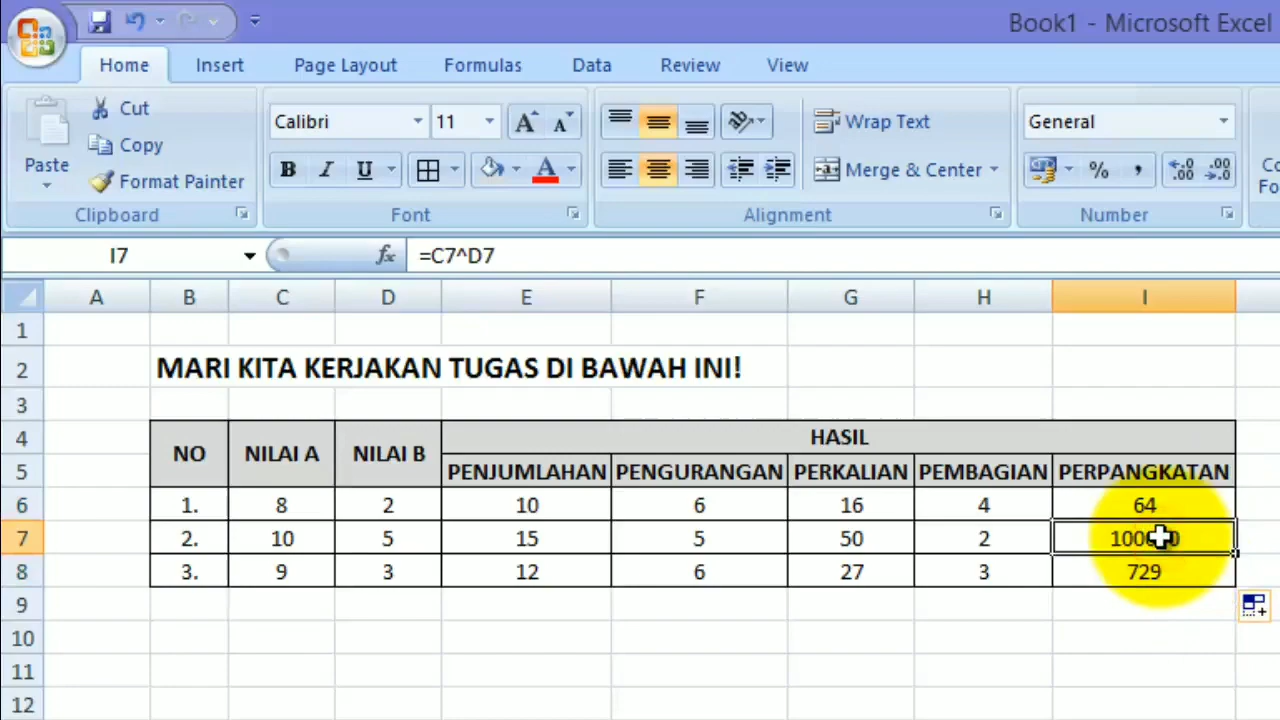 Book1 - Microsoft Excel
Home Insert Page Layout Formulas Data Review View
Cut
Copy
Format Painter
Paste
Calibri 11
B I U
Wrap Text
Merge & Center
General
% ,
Clipboard Font Alignment Number
I7 fx =C7^D7
A B C D E F G H I
1
2 MARI KITA KERJAKAN TUGAS DI BAWAH INI!
3
4 NO NILAI A NILAI B HASIL
5 PENJUMLAHAN PENGURANGAN PERKALIAN PEMBAGIAN PERPANGKATAN
6 1. 8 2 10 6 16 4 64
7 2. 10 5 15 5 50 2
8 3. 9 3 12 6 27 3 729
9
10
11
12